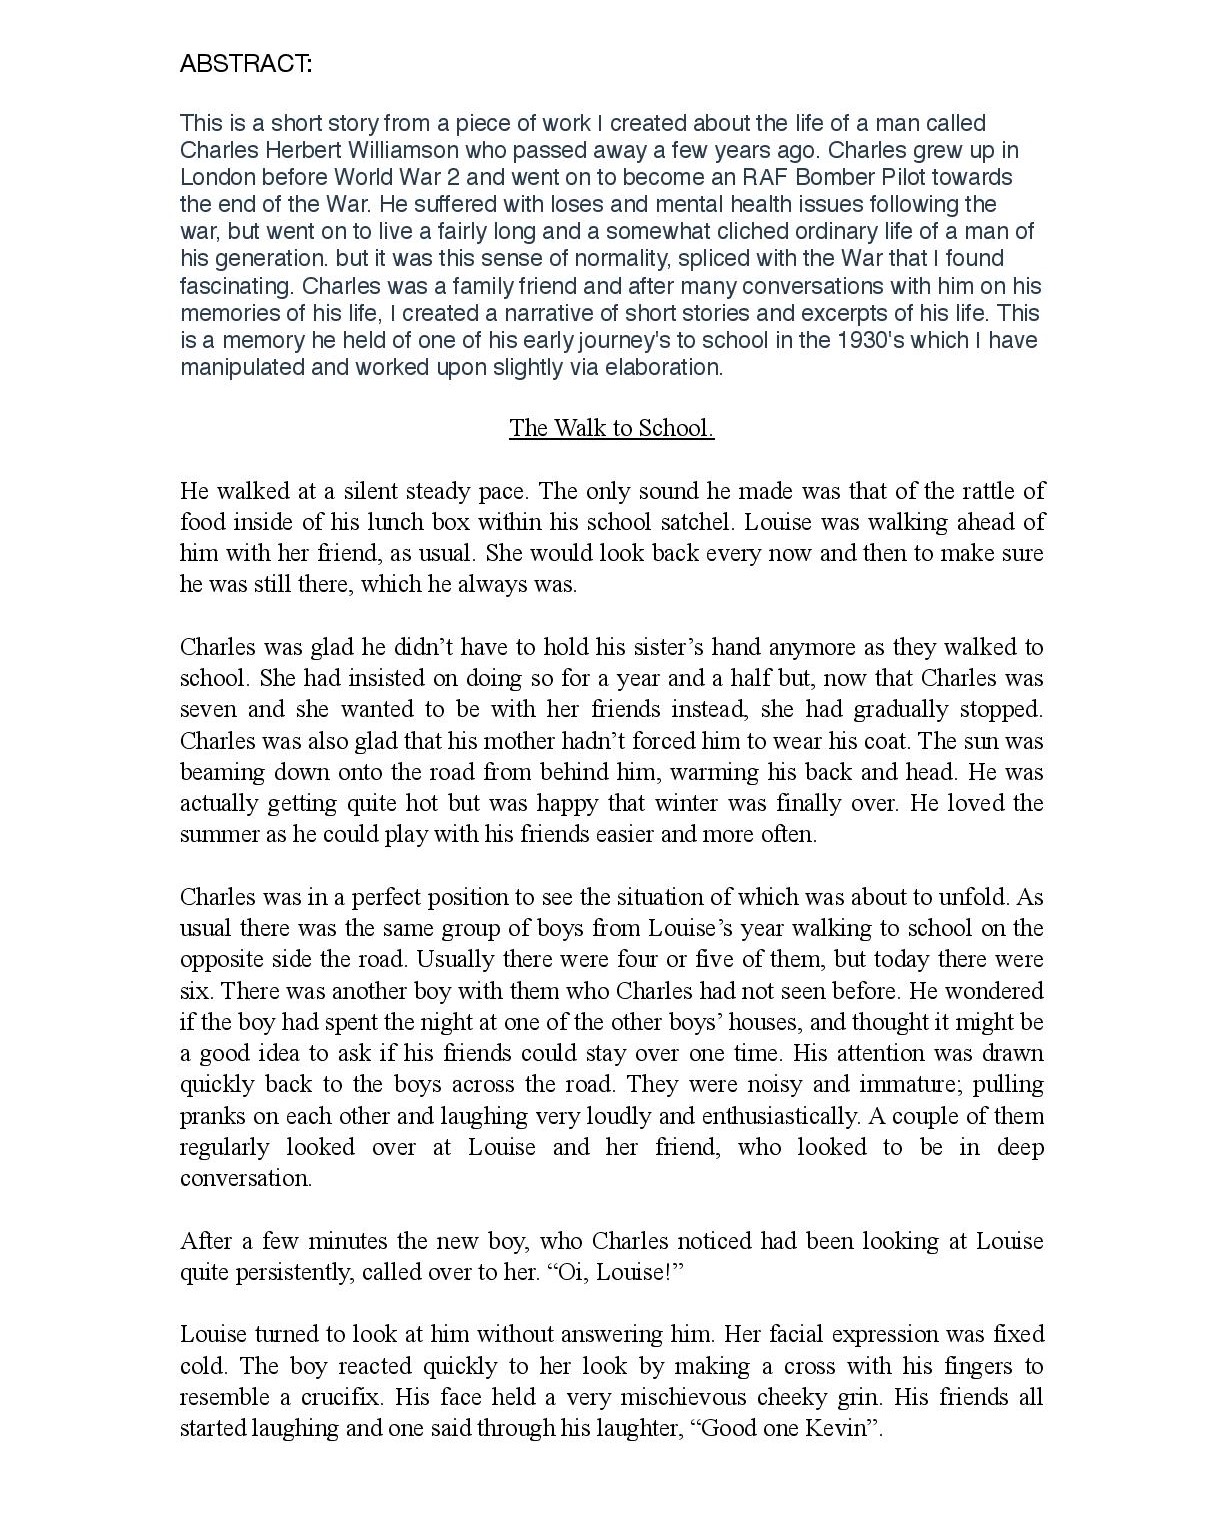 ABSTRACT:
This is a short story from a piece of work I created about the life of a man called
Charles Herbert Williamson who passed away a few years ago. Charles grew up in
London before World War 2 and went on to become an RAF Bomber Pilot towards
the end of the War. He suffered with loses and mental health issues following the
war, but went on to live a fairly long and a somewhat cliched ordinary life of a man of
his generation. but it was this sense of normality, spliced with the War that I found
fascinating. Charles was a family friend and after many conversations with him on his
memories of his life, I created a narrative of short stories and excerpts of his life. This
is a memory he held of one of his early journey's to school in the 1930's which I have
manipulated and worked upon slightly via elaboration.
The Walk to School.
He walked at a silent steady pace. The only sound he made was that of the rattle of
food inside of his lunch box within his school satchel. Louise was walking ahead of
him with her friend, as usual. She would look back every now and then to make sure
he was still there, which he always was.
Charles was glad he didn’t have to hold his sister’s hand anymore as they walked to
school. She had insisted on doing so for a year and a half but, now that Charles was
seven and she wanted to be with her friends instead, she had gradually stopped.
Charles was also glad that his mother hadn’t forced him to wear his coat. The sun was
beaming down onto the road from behind him, warming his back and head. He was
actually getting quite hot but was happy that winter was finally over. He loved the
summer as he could play with his friends easier and more often.
Charles was in a perfect position to see the situation of which was about to unfold. As
usual there was the same group of boys from Louise’s year walking to school on the
opposite side the road. Usually there were four or five of them, but today there were
six. There was another boy with them who Charles had not seen before. He wondered
if the boy had spent the night at one of the other boys’ houses, and thought it might be
a good idea to ask if his friends could stay over one time. His attention was drawn
quickly back to the boys across the road. They were noisy and immature; pulling
pranks on each other and laughing very loudly and enthusiastically. A couple of them
regularly looked over at Louise and her friend, who looked to be in deep
conversation.
After a few minutes the new boy, who Charles noticed had been looking at Louise
quite persistently, called over to her. “Oi, Louise!”
Louise turned to look at him without answering him. Her facial expression was fixed
cold. The boy reacted quickly to her look by making a cross with his fingers to
resemble a crucifix. His face held a very mischievous cheeky grin. His friends all
started laughing and one said through his laughter, “Good one Kevin”.